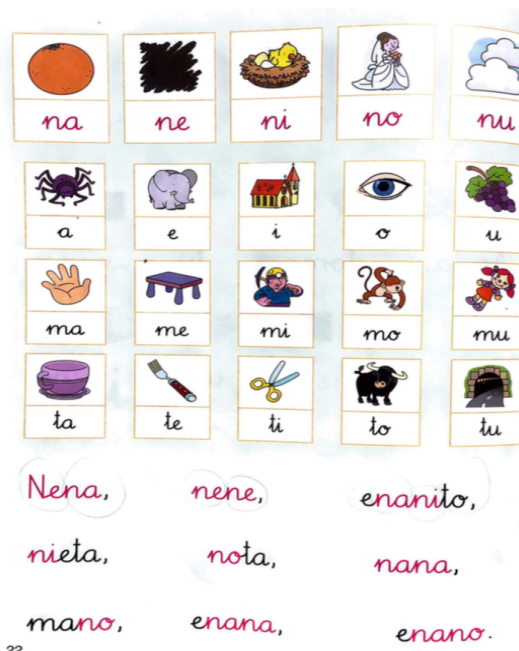 na ne ni no nu
a e i o u
ma me mi mo mu
ta te ti to tu
Nena, nene, enanito,
nieta, nota, nana,
mano, enana, enano.